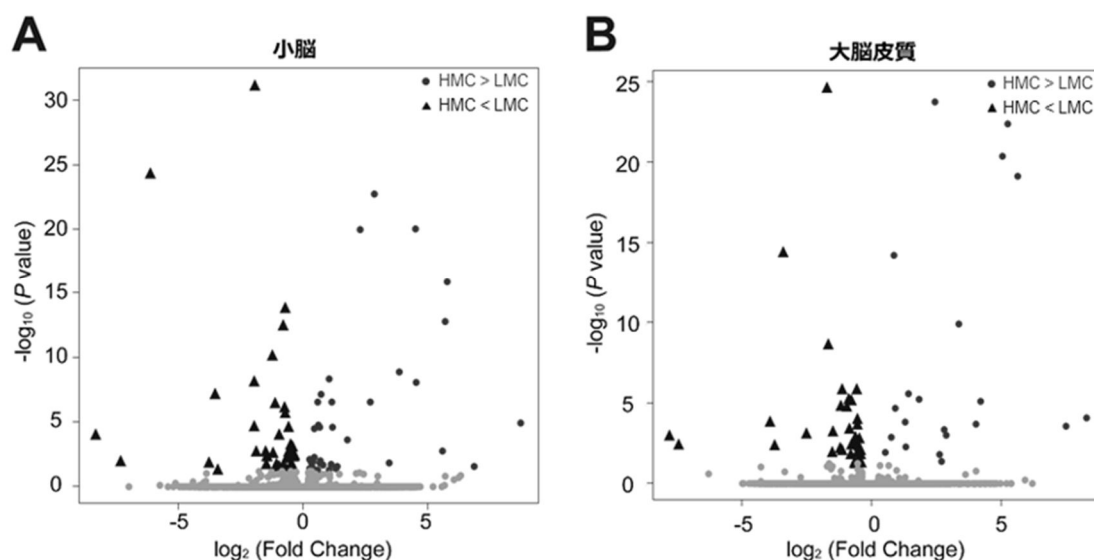 A
小脳
HMC > LMC
HMC < LMC
30
25
20
15
10
5
0
-log₁₀ (P value)
-5
0
5
log₂ (Fold Change)
B
大脳皮質
HMC > LMC
HMC < LMC
25
20
15
10
5
0
-log₁₀ (P value)
-5
0
5
log₂ (Fold Change)